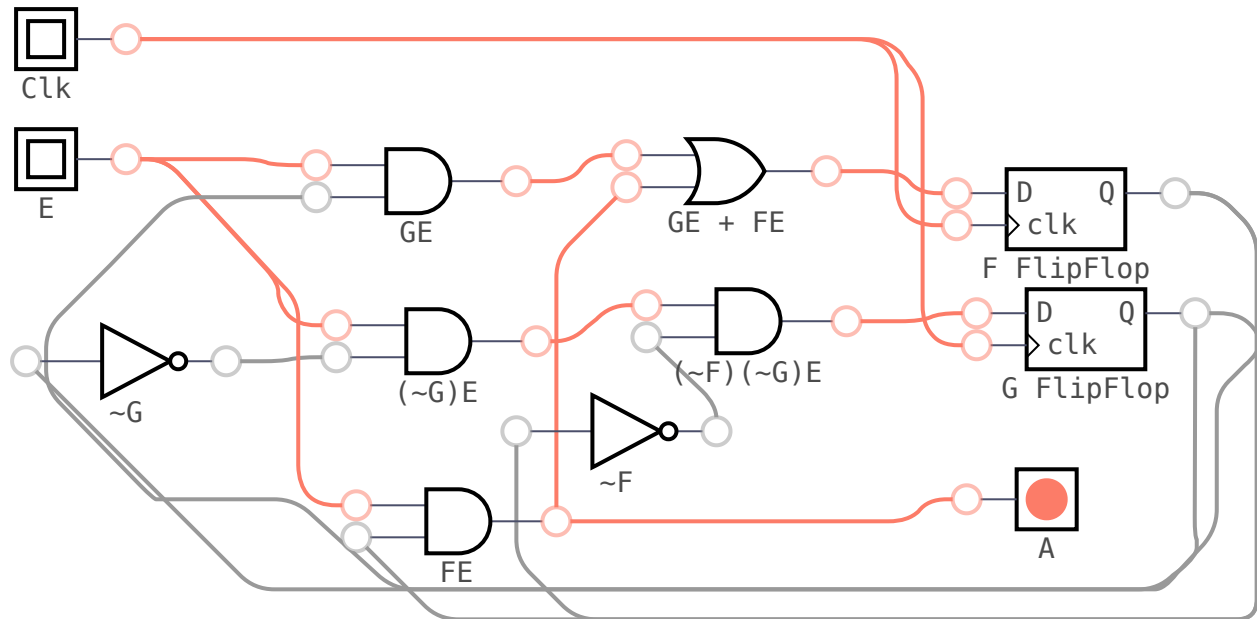 Clk
E
GE
GE + FE
D Q
clk
F FlipFlop
D Q
clk
G FlipFlop
~G
(~G)E
(~F)(~G)E
~F
FE
A